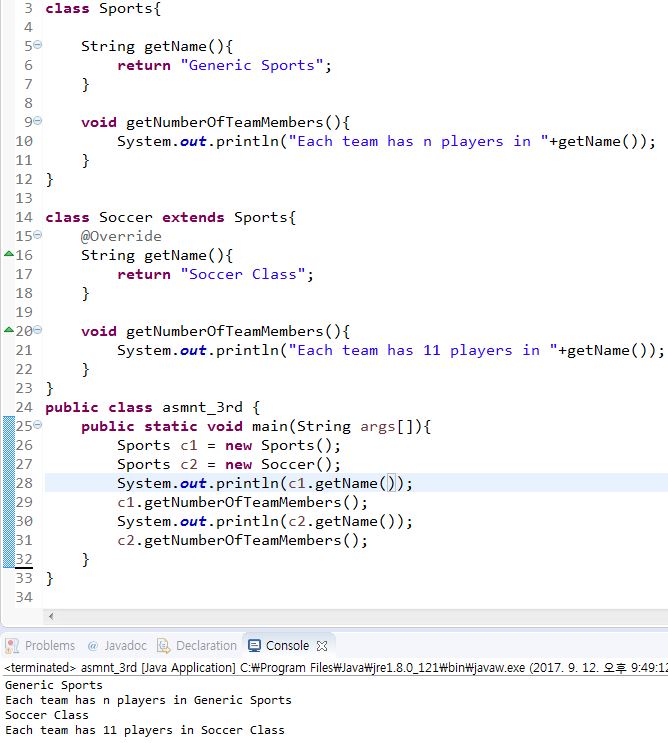 3 class Sports{
4
5 String getName(){
6 return "Generic Sports";
7 }
8
9 void getNumberOfTeamMembers(){
10 System.out.println("Each team has n players in "+getName());
11 }
12 }
13
14 class Soccer extends Sports{
15 @Override
16 String getName(){
17 return "Soccer Class";
18 }
19
20 void getNumberOfTeamMembers(){
21 System.out.println("Each team has 11 players in "+getName());
22 }
23 }
24 public class asmnt_3rd {
25 public static void main(String args[]){
26 Sports c1 = new Sports();
27 Sports c2 = new Soccer();
28 System.out.println(c1.getName());
29 c1.getNumberOfTeamMembers();
30 System.out.println(c2.getName());
31 c2.getNumberOfTeamMembers();
32 }
33 }
34
Problems @ Javadoc Declaration Console
<terminated> asmnt_3rd [Java Application] C:₩Program Files₩Java₩jre1.8.0_121₩bin₩javaw.exe (2017. 9. 12. 오후 9:49:12
Generic Sports
Each team has n players in Generic Sports
Soccer Class
Each team has 11 players in Soccer Class